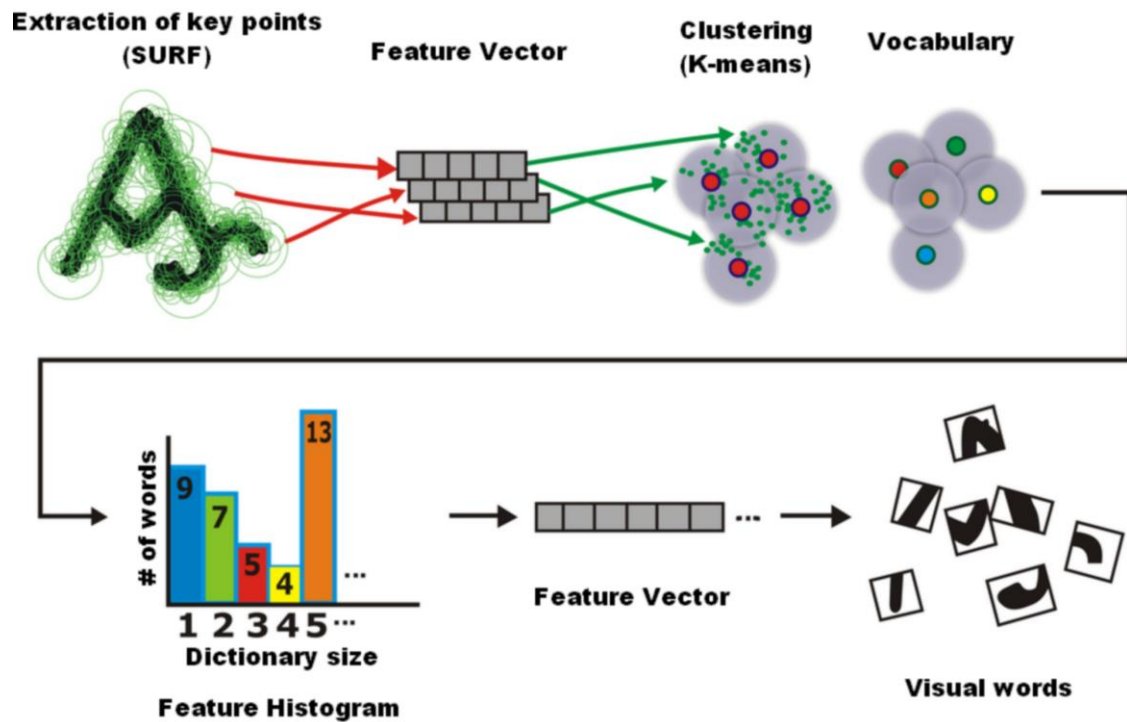 Extraction of key points
(SURF)
Feature Vector
Clustering
(K-means)
Vocabulary
# of words
9
7
5
4
13
...
1 2 3 4 5 ...
Dictionary size
Feature Histogram
...
Feature Vector
Visual words